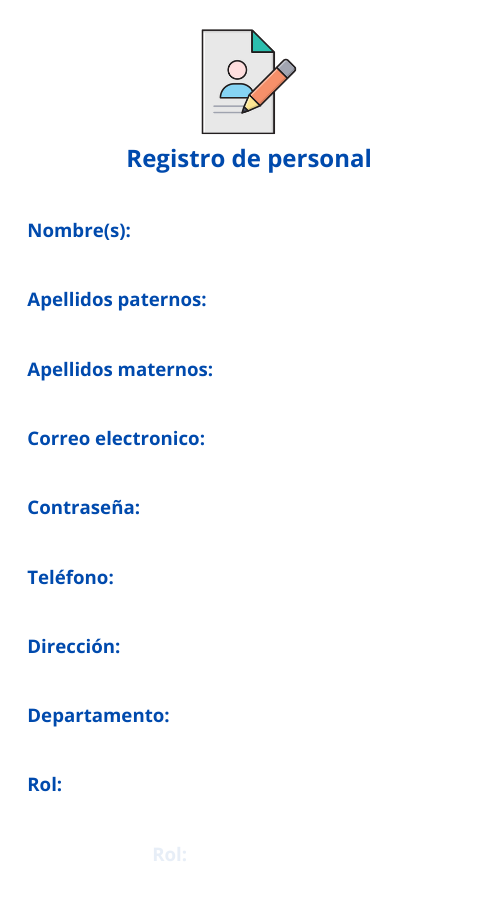 Registro de personal
Nombre(s):
Apellidos paternos:
Apellidos maternos:
Correo electronico:
Contraseña:
Teléfono:
Dirección:
Departamento:
Rol:
Rol: